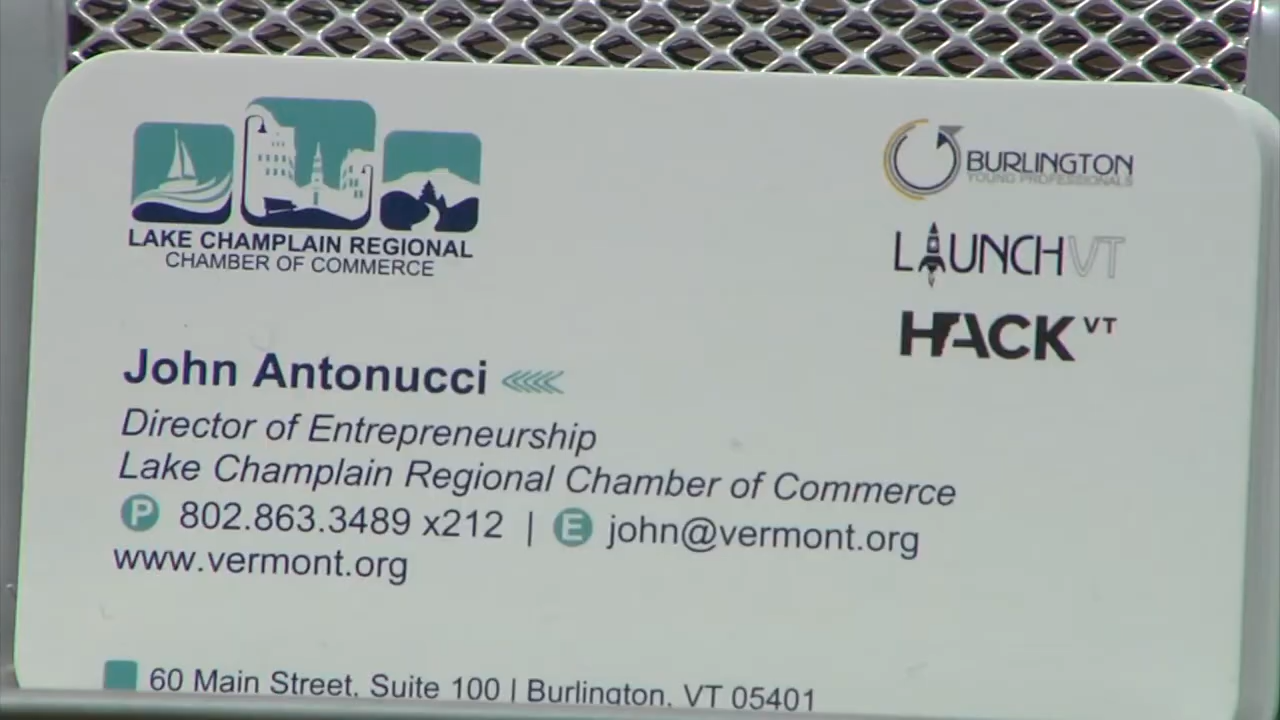 LAKE CHAMPLAIN REGIONAL
CHAMBER OF COMMERCE
BURLINGTON
YOUNG PROFESSIONALS
LAUNCHVT
HACK VT
John Antonucci
Director of Entrepreneurship
Lake Champlain Regional Chamber of Commerce
P 802.863.3489 x212 | E john@vermont.org
www.vermont.org
60 Main Street, Suite 100 | Burlington, VT 05401